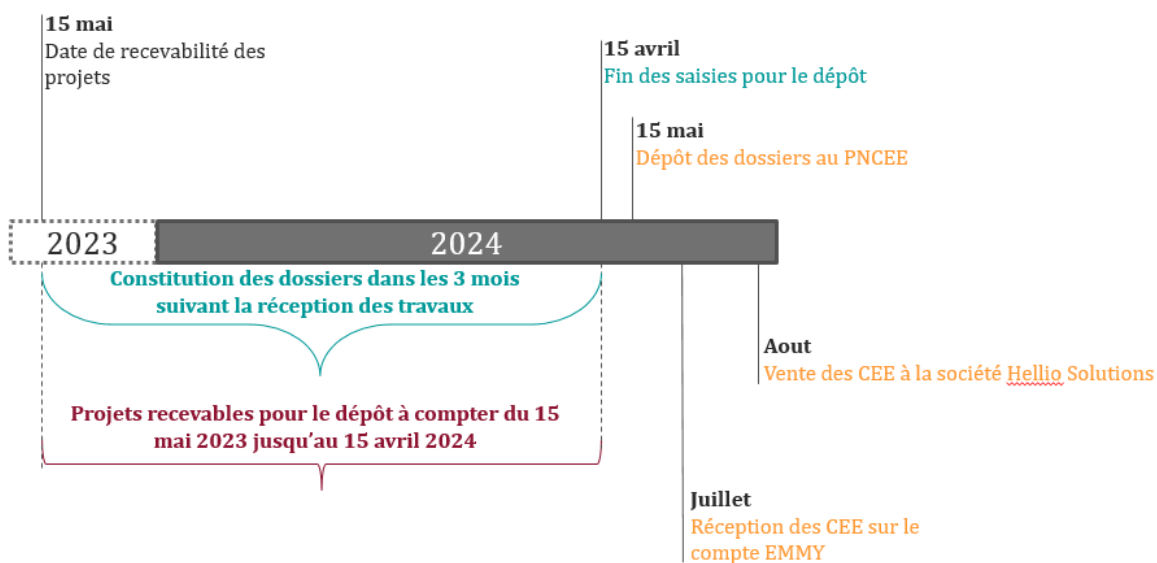 15 mai
Date de recevabilité des
projets
15 avril
Fin des saisies pour le dépôt
15 mai
Dépôt des dossiers au PNCEE
2023
2024
Constitution des dossiers dans les 3 mois
suivant la réception des travaux
Aout
Vente des CEE à la société Hellio Solutions
Projets recevables pour le dépôt à compter du 15
mai 2023 jusqu’au 15 avril 2024
Juillet
Réception des CEE sur le
compte EMMY